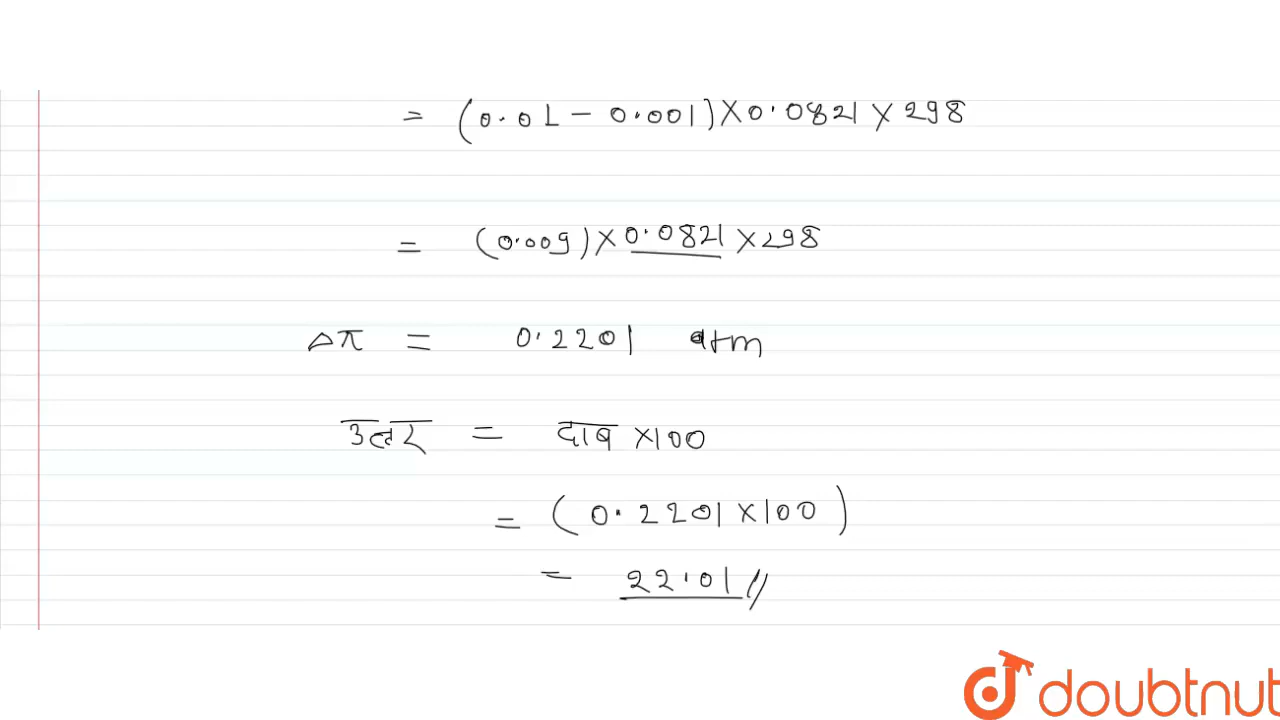 = (0.01 - 0.001) × 0.0821 × 298
= (0.009) × 0.0821 × 298
Δπ = 0.2201 atm
उत्तर = दाब × 100
= (0.2201 × 100)
= 22.01 //
doubtnut